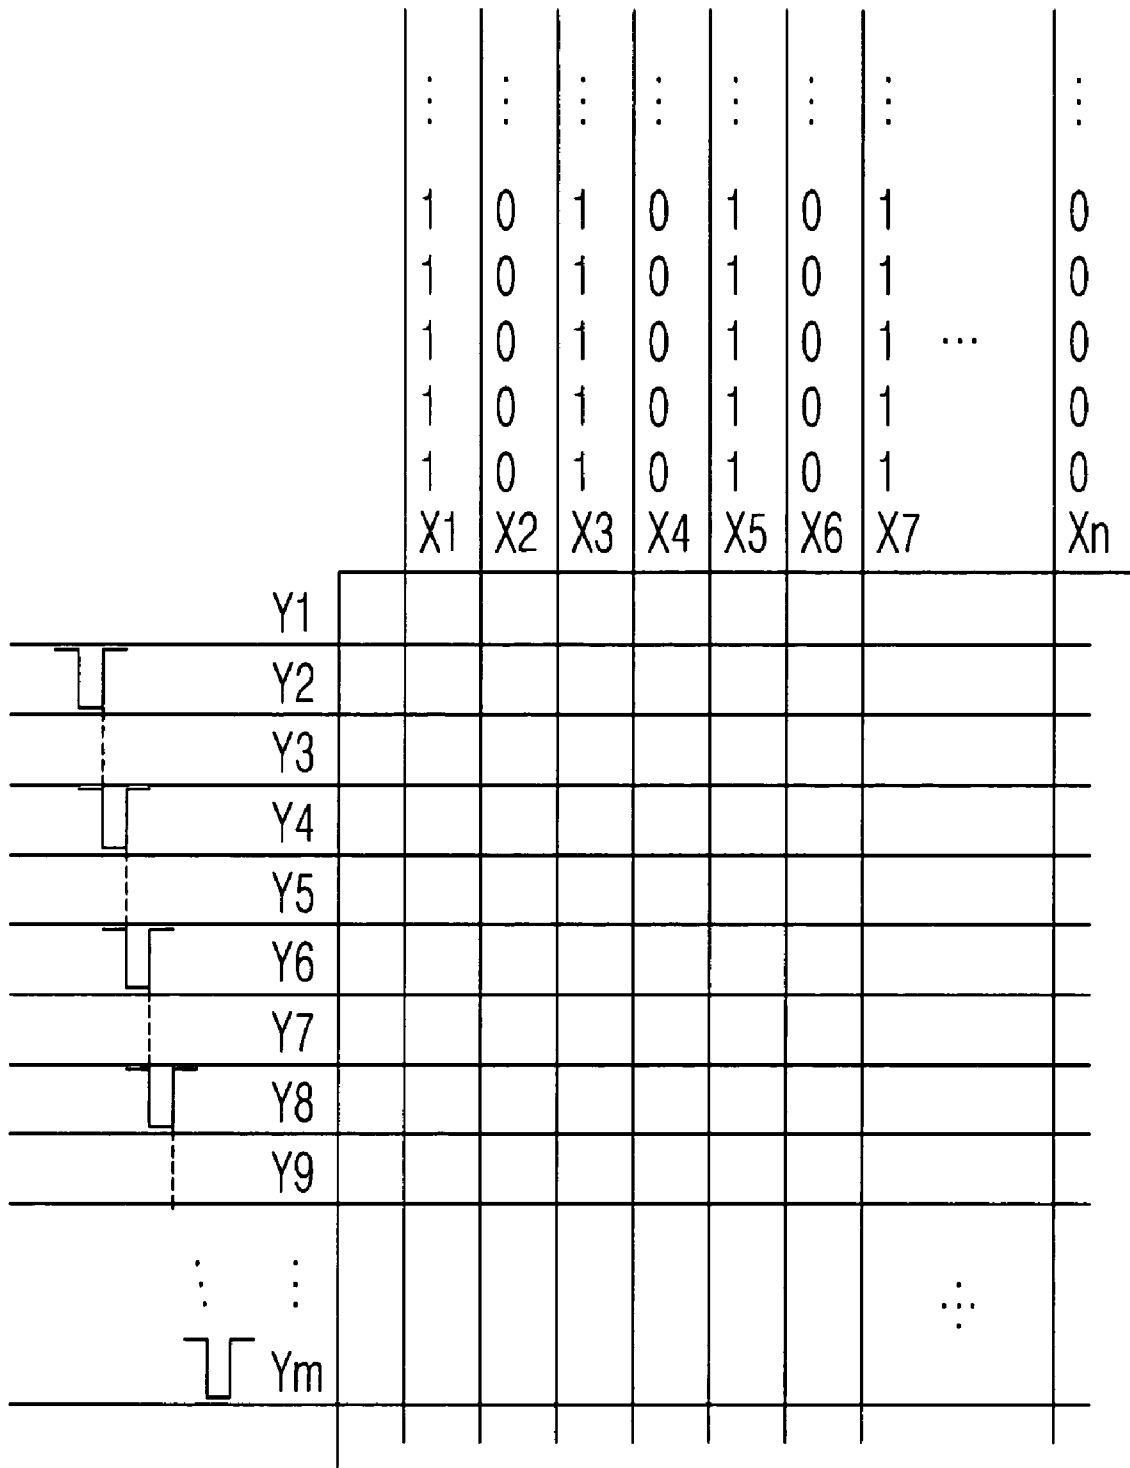 ⋮ ⋮ ⋮ ⋮ ⋮ ⋮ ⋮ ⋮
1 0 1 0 1 0 1 0
1 0 1 0 1 0 1 0
1 0 1 0 1 0 1 ... 0
1 0 1 0 1 0 1 0
1 0 1 0 1 0 1 0
X1 X2 X3 X4 X5 X6 X7 Xn
Y1
Y2
Y3
Y4
Y5
Y6
Y7
Y8
Y9
⋮
Ym